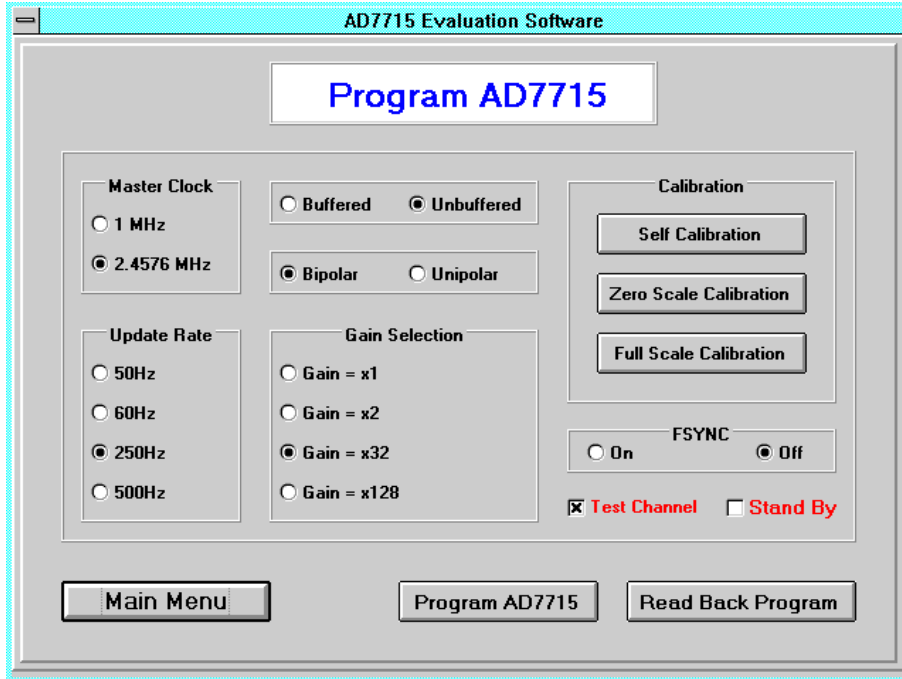 AD7715 Evaluation Software
Program AD7715
Master Clock
1 MHz
2.4576 MHz
Buffered
Unbuffered
Bipolar
Unipolar
Calibration
Self Calibration
Zero Scale Calibration
Full Scale Calibration
Update Rate
50Hz
60Hz
250Hz
500Hz
Gain Selection
Gain = x1
Gain = x2
Gain = x32
Gain = x128
FSYNC
On
Off
Test Channel
Stand By
Main Menu
Program AD7715
Read Back Program